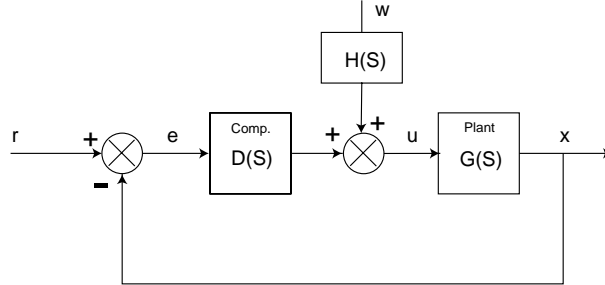 w
H(S)
r
+
e
Comp.
D(S)
+
+
u
Plant
G(S)
x
-